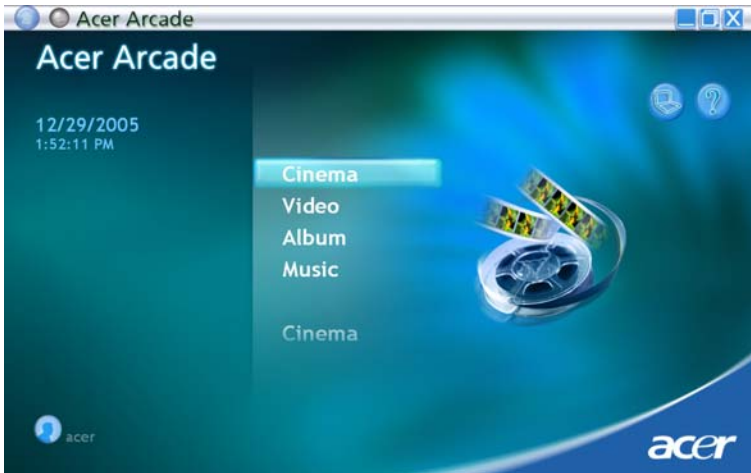 Acer Arcade
Acer Arcade
12/29/2005
1:52:11 PM
Cinema
Video
Album
Music
Cinema
acer
acer